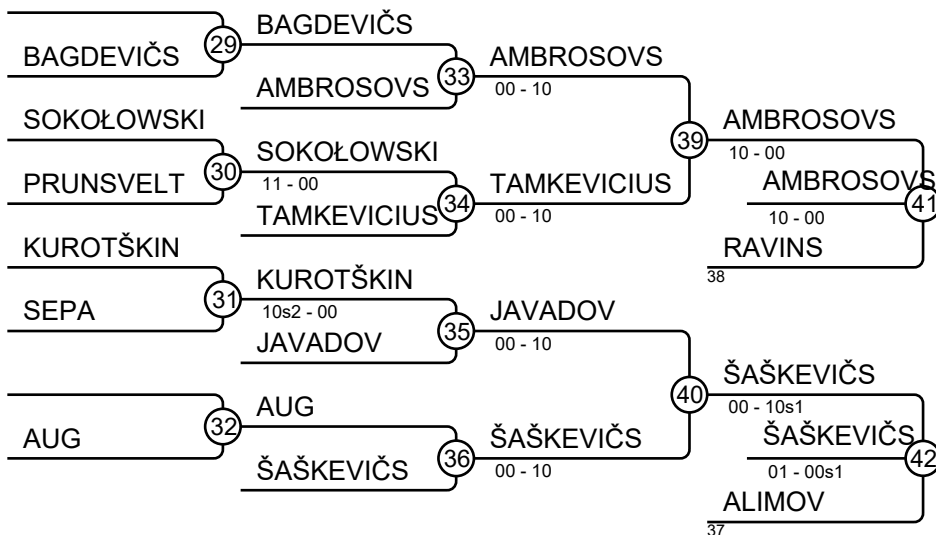 BAGDEVIČS
29
BAGDEVIČS
AMBROSOVS
33
AMBROSOVS
00 - 10
SOKOŁOWSKI
PRUNSVELT
30
SOKOŁOWSKI
11 - 00
TAMKEVICIUS
34
TAMKEVICIUS
00 - 10
39
AMBROSOVS
10 - 00
AMBROSOVS
10 - 00
41
RAVINS
38
KUROTŠKIN
SEPA
31
KUROTŠKIN
10s2 - 00
JAVADOV
35
JAVADOV
00 - 10
AUG
32
AUG
ŠAŠKEVIČS
36
ŠAŠKEVIČS
00 - 10
40
ŠAŠKEVIČS
00 - 10s1
ŠAŠKEVIČS
01 - 00s1
42
ALIMOV
37